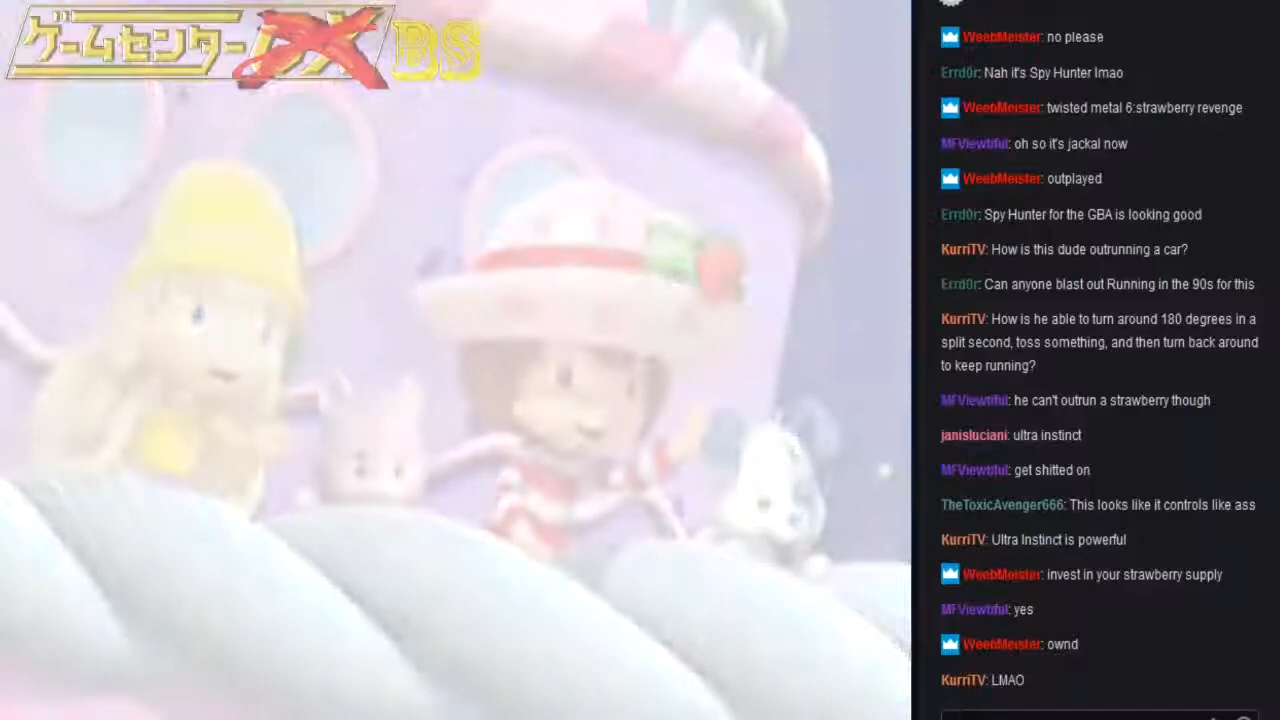 ゲームセンターDX BS
WeebMeister: no please
Errd0r: Nah it's Spy Hunter lmao
WeebMeister: twisted metal 6:strawberry revenge
MFViewtiful: oh so it's jackal now
WeebMeister: outplayed
Errd0r: Spy Hunter for the GBA is looking good
KurriTV: How is this dude outrunning a car?
Errd0r: Can anyone blast out Running in the 90s for this
KurriTV: How is he able to turn around 180 degrees in a
split second, toss something, and then turn back around
to keep running?
MFViewtiful: he can't outrun a strawberry though
janisluciani: ultra instinct
MFViewtiful: get shitted on
TheToxicAvenger666: This looks like it controls like ass
KurriTV: Ultra Instinct is powerful
WeebMeister: invest in your strawberry supply
MFViewtiful: yes
WeebMeister: ownd
KurriTV: LMAO